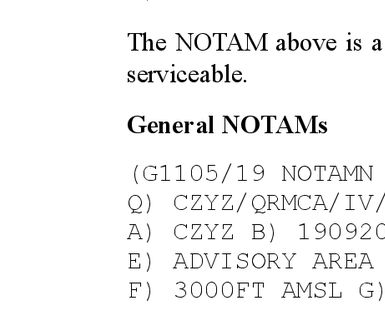 The NOTAM above is a
serviceable.
General NOTAMs
(G1105/19 NOTAMN
Q) CZYZ/QRMCA/IV/
A) CZYZ B) 190920
E) ADVISORY AREA
F) 3000FT AMSL G)